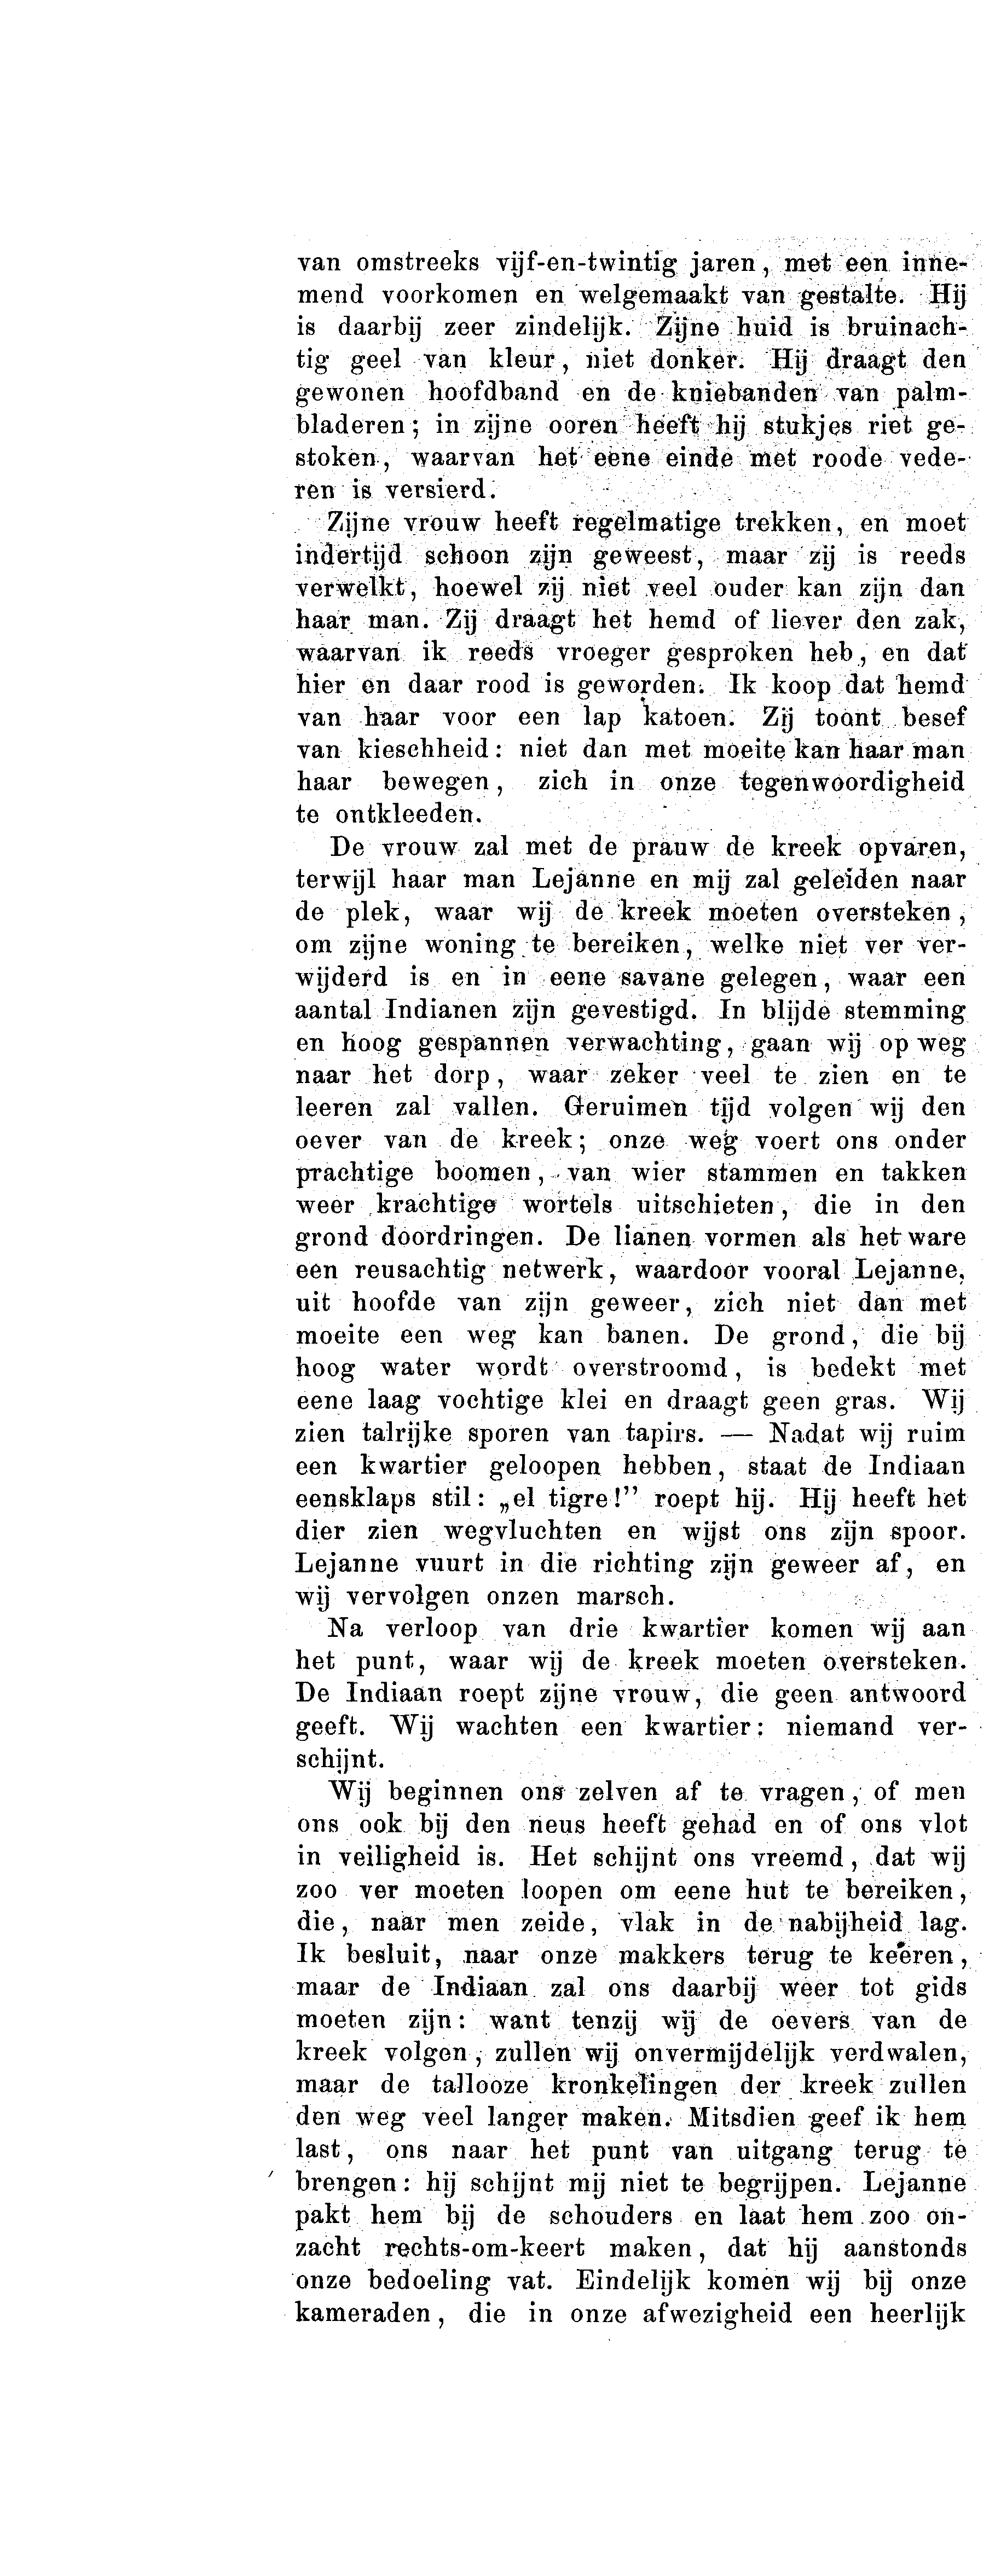 van omstreeks vijf-en-twintig jaren, met een inne-
mend voorkomen en welgemaakt van gestalte. Hij
is daarbij zeer zindelijk. Zijne huid is bruinach-
tig geel van kleur, niet donker. Hij draagt den
gewonen hoofdband en de kniebanden van palm-
bladeren; in zijne ooren heeft hij stukjes riet ge-
stoken, waarvan het eene einde met roode vede-
ren is versierd.
Zijne vrouw heeft regelmatige trekken, en moet
indertijd schoon zijn geweest, maar zij is reeds
verwelkt, hoewel zij niet veel ouder kan zijn dan
haar man. Zij draagt het hemd of liever den zak,
waarvan ik reeds vroeger gesproken heb, en dat
hier en daar rood is geworden. Ik koop dat hemd
van haar voor een lap katoen. Zij toont besef
van kieschheid: niet dan met moeite kan haar man
haar bewegen, zich in onze tegenwoordigheid
te ontkleeden.
De vrouw zal met de prauw de kreek opvaren,
terwijl haar man Lejanne en mij zal geleiden naar
de plek, waar wij de kreek moeten oversteken,
om zijne woning te bereiken, welke niet ver ver-
wijderd is en in eene savane gelegen, waar een
aantal Indianen zijn gevestigd. In blijde stemming
en hoog gespannen verwachting, gaan wij op weg
naar het dorp, waar zeker veel te zien en te
leeren zal vallen. Geruimen tijd volgen wij den
oever van de kreek; onze weg voert ons onder
prachtige boomen, van wier stammen en takken
weer krachtige wortels uitschieten, die in den
grond doordringen. De lianen vormen als het ware
een reusachtig netwerk, waardoor vooral Lejanne,
uit hoofde van zijn geweer, zich niet dan met
moeite een weg kan banen. De grond, die bij
hoog water wordt overstroomd, is bedekt met
eene laag vochtige klei en draagt geen gras. Wij
zien talrijke sporen van tapirs. — Nadat wij ruim
een kwartier geloopen hebben, staat de Indiaan
eensklaps stil: „el tigre!” roept hij. Hij heeft het
dier zien wegvluchten en wijst ons zijn spoor.
Lejanne vuurt in die richting zijn geweer af, en
wij vervolgen onzen marsch.
Na verloop van drie kwartier komen wij aan
het punt, waar wij de kreek moeten oversteken.
De Indiaan roept zijne vrouw, die geen antwoord
geeft. Wij wachten een kwartier: niemand ver-
schijnt.
Wij beginnen ons zelven af te vragen, of men
ons ook bij den neus heeft gehad en of ons vlot
in veiligheid is. Het schijnt ons vreemd, dat wij
zoo ver moeten loopen om eene hut te bereiken,
die, naar men zeide, vlak in de nabijheid lag.
Ik besluit, naar onze makkers terug te keeren,
maar de Indiaan zal ons daarbij weer tot gids
moeten zijn: want tenzij wij de oevers van de
kreek volgen, zullen wij onvermijdelijk verdwalen,
maar de tallooze kronkelingen der kreek zullen
den weg veel langer maken. Mitsdien geef ik hem
last, ons naar het punt van uitgang terug te
brengen: hij schijnt mij niet te begrijpen. Lejanne
pakt hem bij de schouders en laat hem zoo on-
zacht rechts-om-keert maken, dat hij aanstonds
onze bedoeling vat. Eindelijk komen wij bij onze
kameraden, die in onze afwezigheid een heerlijk